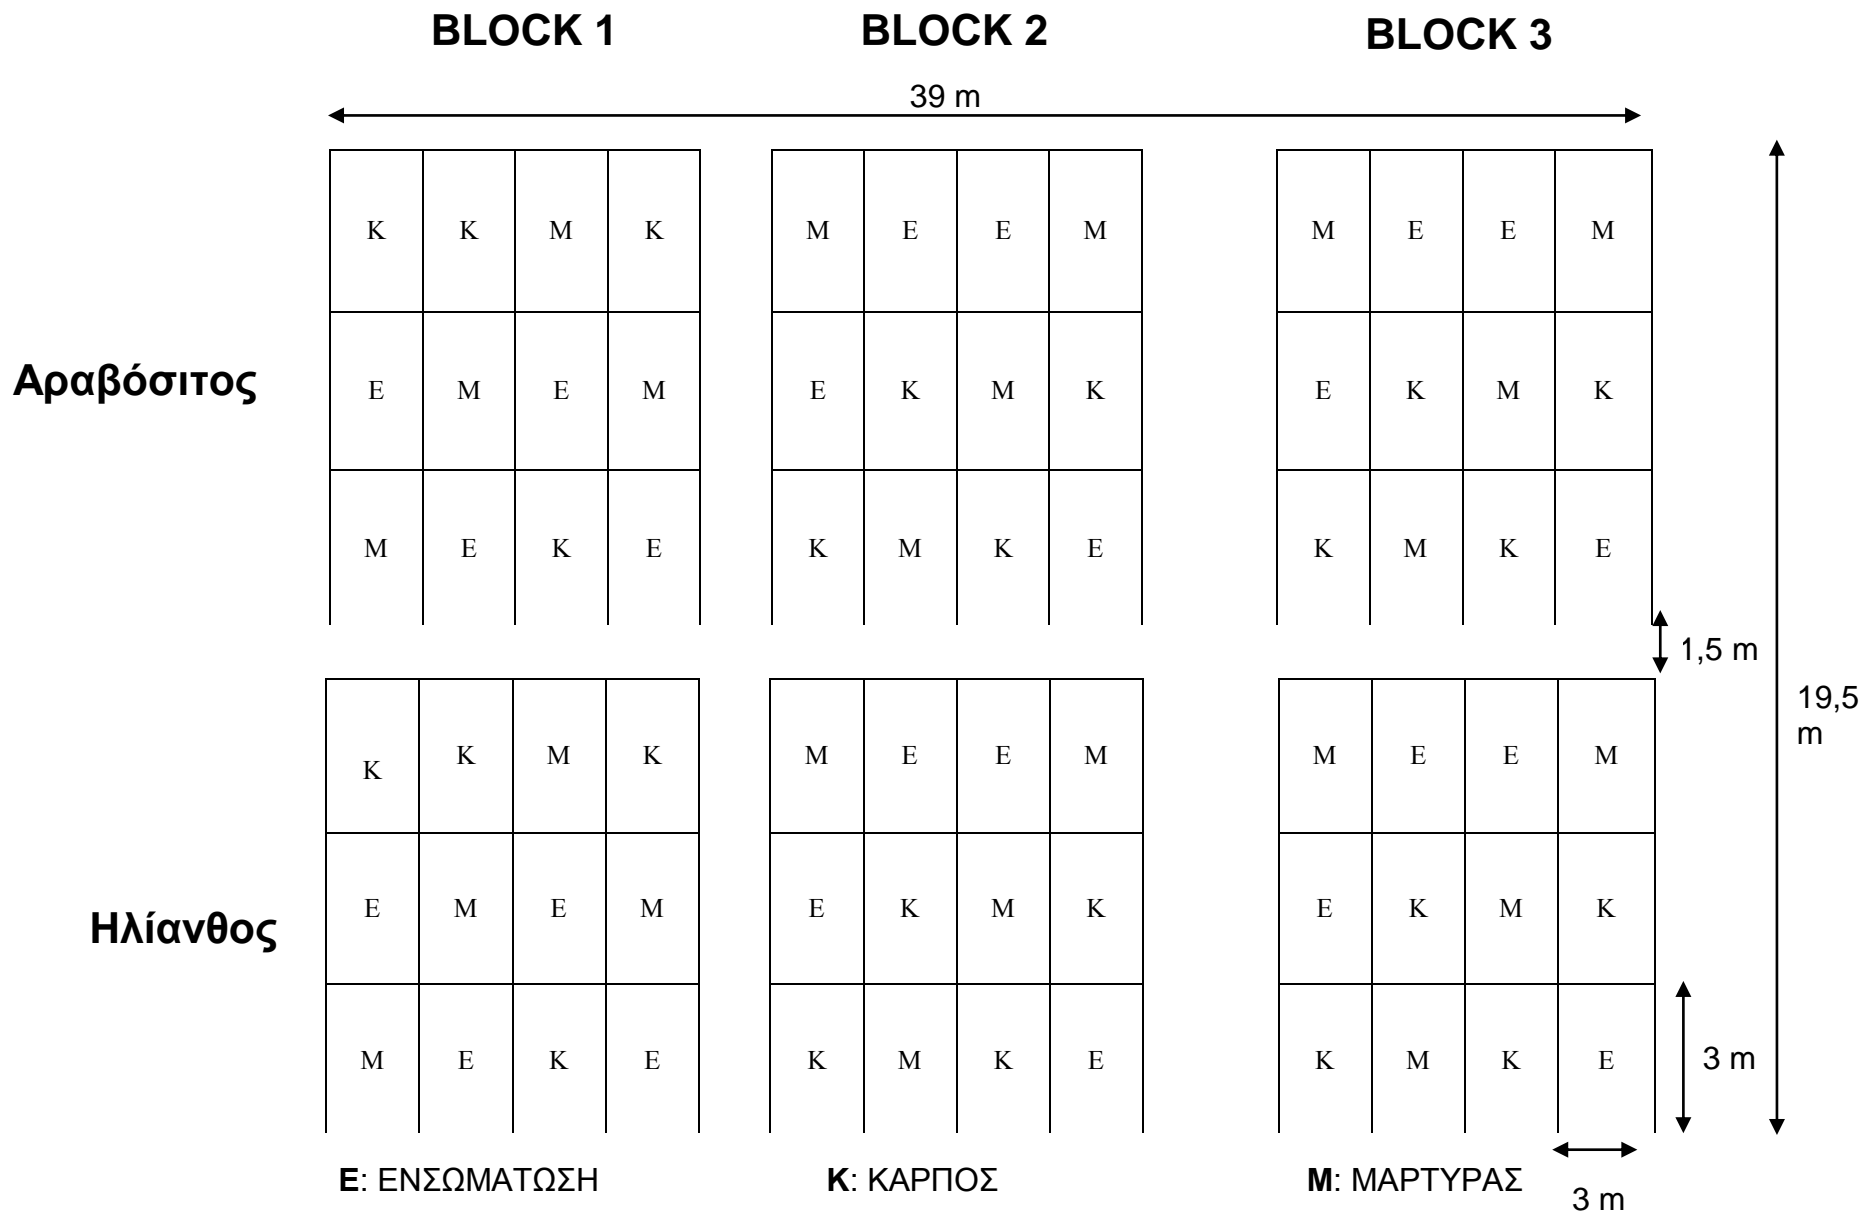 BLOCK 1 BLOCK 2 BLOCK 3
39 m
Κ Κ Μ Κ Μ Ε Ε Μ Μ Ε Ε Μ
Αραβόσιτος
Ε Μ Ε Μ Ε Κ Μ Κ Ε Κ Μ Κ
Μ Ε Κ Ε Κ Μ Κ Ε Κ Μ Κ Ε
1,5 m
19,5
m
Κ Κ Μ Κ Μ Ε Ε Μ Μ Ε Ε Μ
Ηλίανθος
Ε Μ Ε Μ Ε Κ Μ Κ Ε Κ Μ Κ
Μ Ε Κ Ε Κ Μ Κ Ε Κ Μ Κ Ε
3 m
Ε: ΕΝΣΩΜΑΤΩΣΗ Κ: ΚΑΡΠΟΣ Μ: ΜΑΡΤΥΡΑΣ
3 m